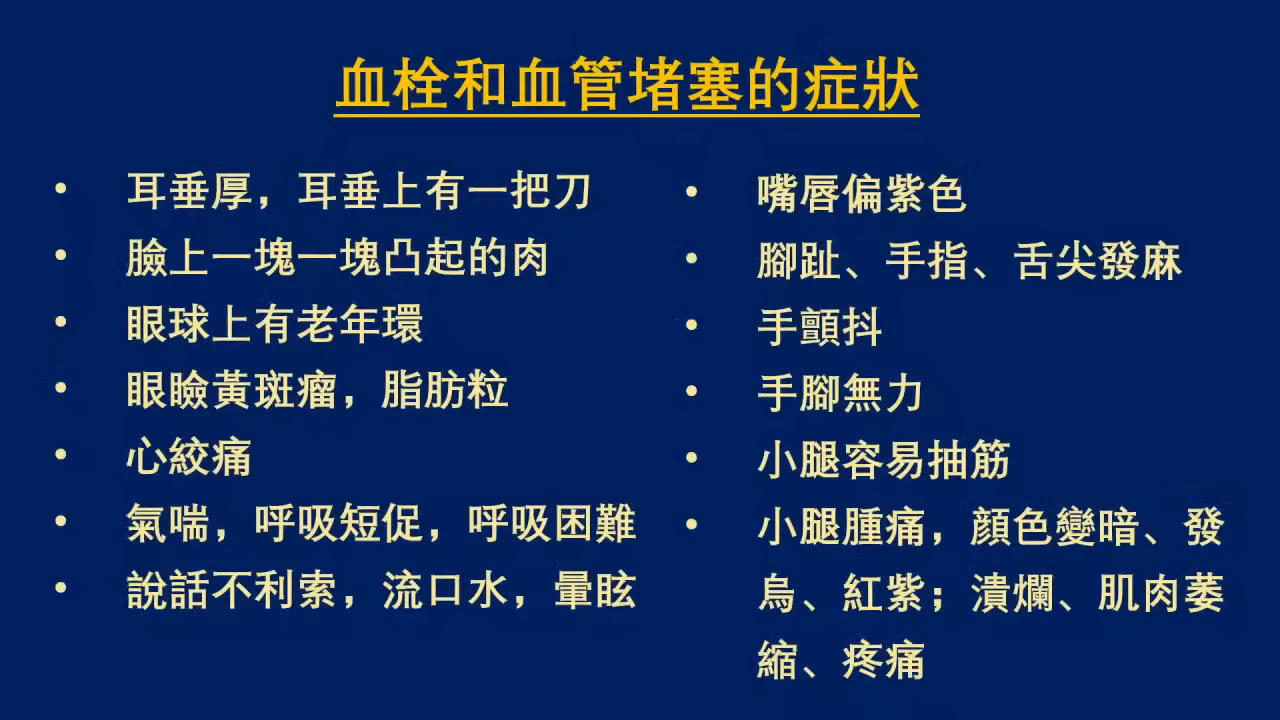 血栓和血管堵塞的症狀
• 耳垂厚，耳垂上有一把刀
• 臉上一塊一塊凸起的肉
• 眼球上有老年環
• 眼瞼黃斑瘤，脂肪粒
• 心絞痛
• 氣喘，呼吸短促，呼吸困難
• 說話不利索，流口水，暈眩
• 嘴唇偏紫色
• 腳趾、手指、舌尖發麻
• 手顫抖
• 手腳無力
• 小腿容易抽筋
• 小腿腫痛，顏色變暗、發
烏、紅紫；潰爛、肌肉萎
縮、疼痛